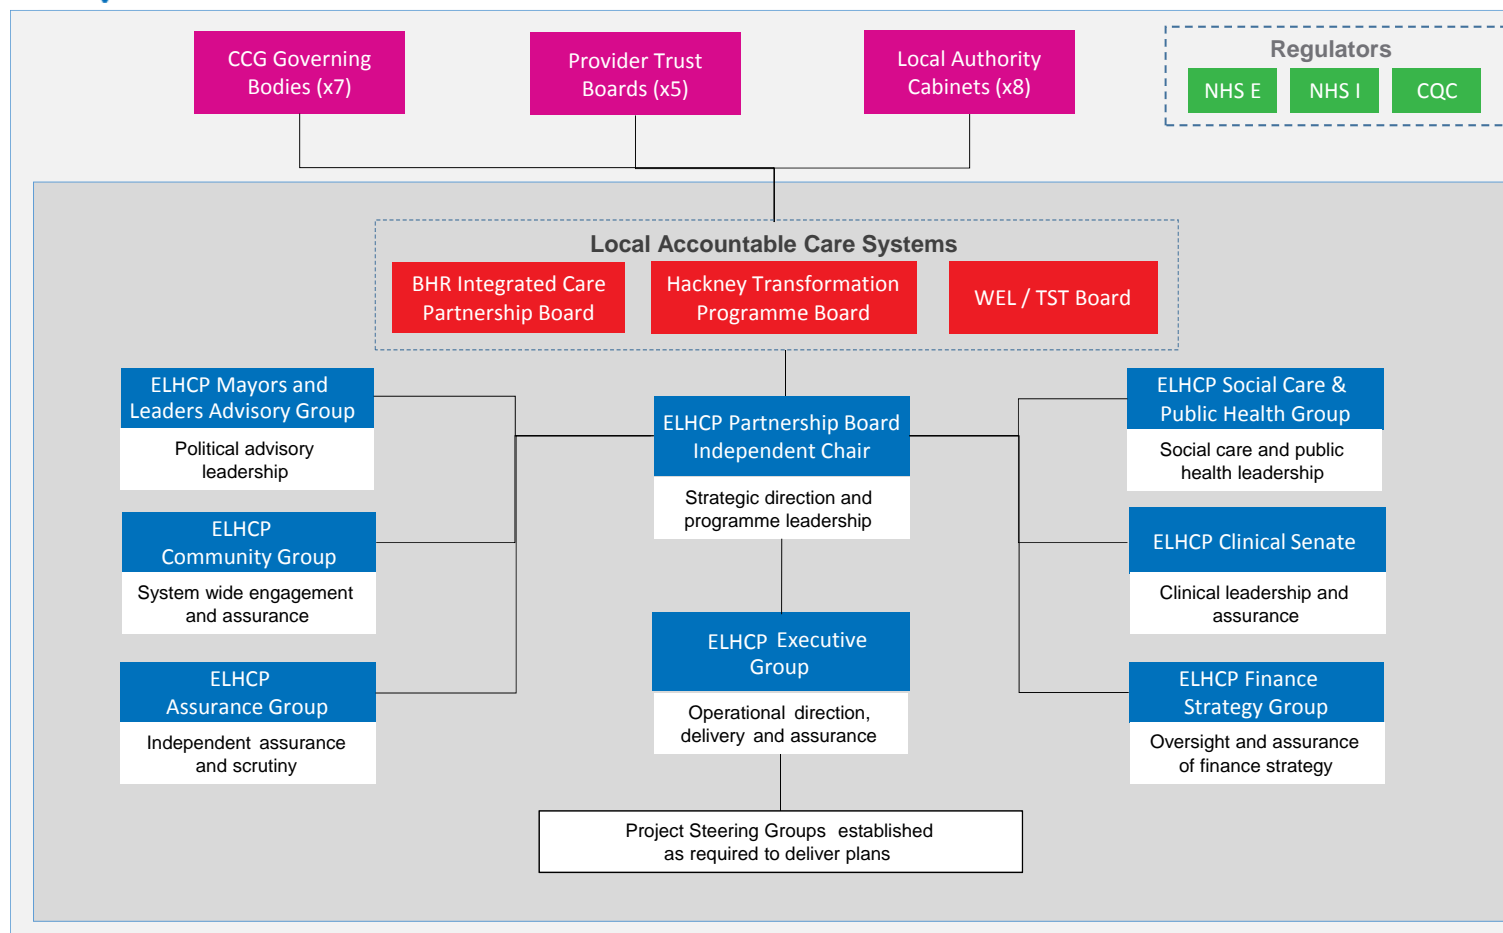 CCG Governing
Bodies (x7)
Provider Trust
Boards (x5)
Local Authority
Cabinets (x8)
Regulators
NHS E
NHS I
CQC
Local Accountable Care Systems
BHR Integrated Care
Partnership Board
Hackney Transformation
Programme Board
WEL / TST Board
ELHCP Mayors and
Leaders Advisory Group
Political advisory
leadership
ELHCP Partnership Board
Independent Chair
Strategic direction and
programme leadership
ELHCP Social Care &
Public Health Group
Social care and public
health leadership
ELHCP
Community Group
System wide engagement
and assurance
ELHCP Clinical Senate
Clinical leadership and
assurance
ELHCP Executive
Group
Operational direction,
delivery and assurance
ELHCP
Assurance Group
Independent assurance
and scrutiny
ELHCP Finance
Strategy Group
Oversight and assurance
of finance strategy
Project Steering Groups established
as required to deliver plans